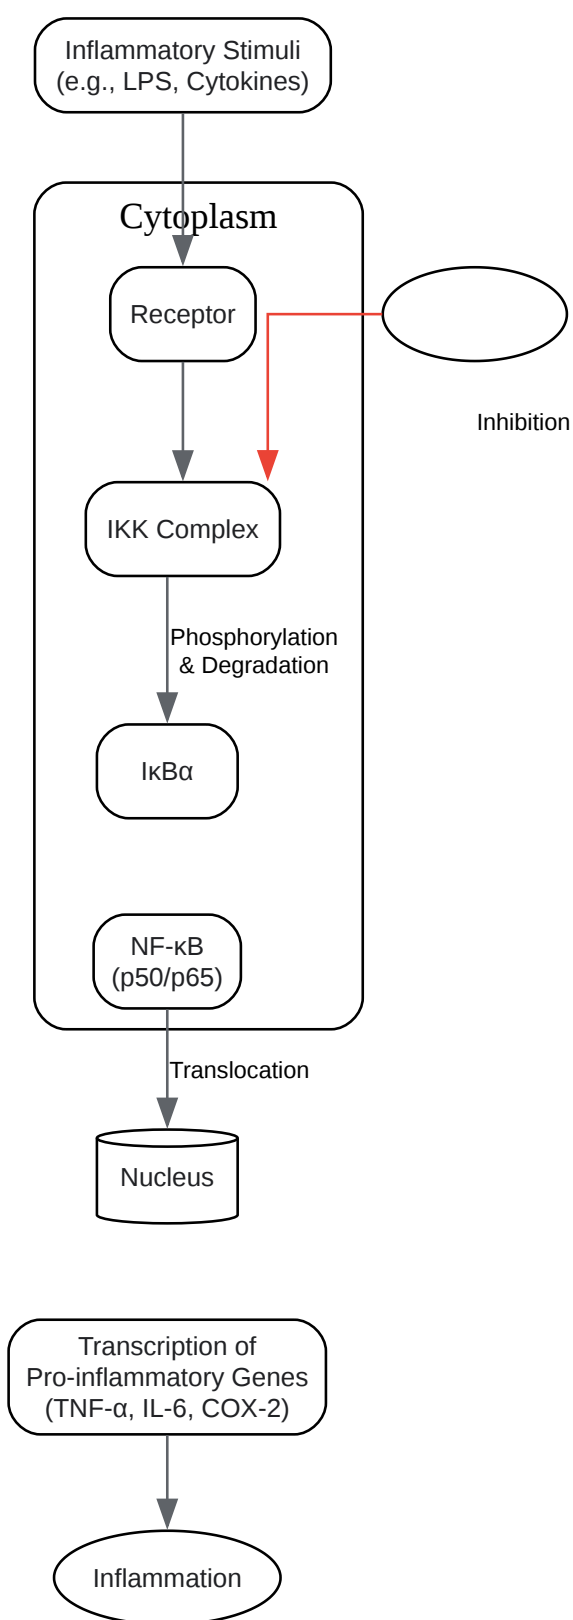 Inflammatory Stimuli
(e.g., LPS, Cytokines)
Cytoplasm
Receptor
Inhibition
IKK Complex
Phosphorylation
& Degradation
IκBα
NF-κB
(p50/p65)
Translocation
Nucleus
Transcription of
Pro-inflammatory Genes
(TNF-α, IL-6, COX-2)
Inflammation